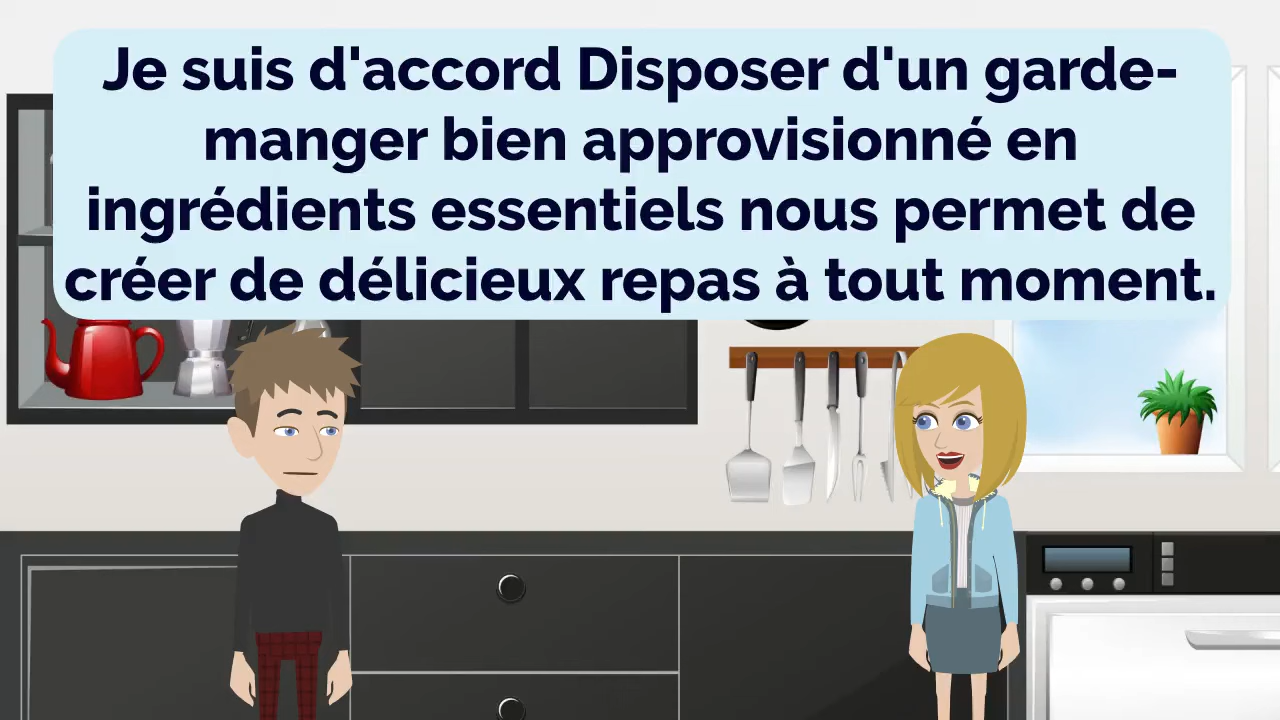 Je suis d'accord Disposer d'un garde-
manger bien approvisionné en
ingrédients essentiels nous permet de
créer de délicieux repas à tout moment.